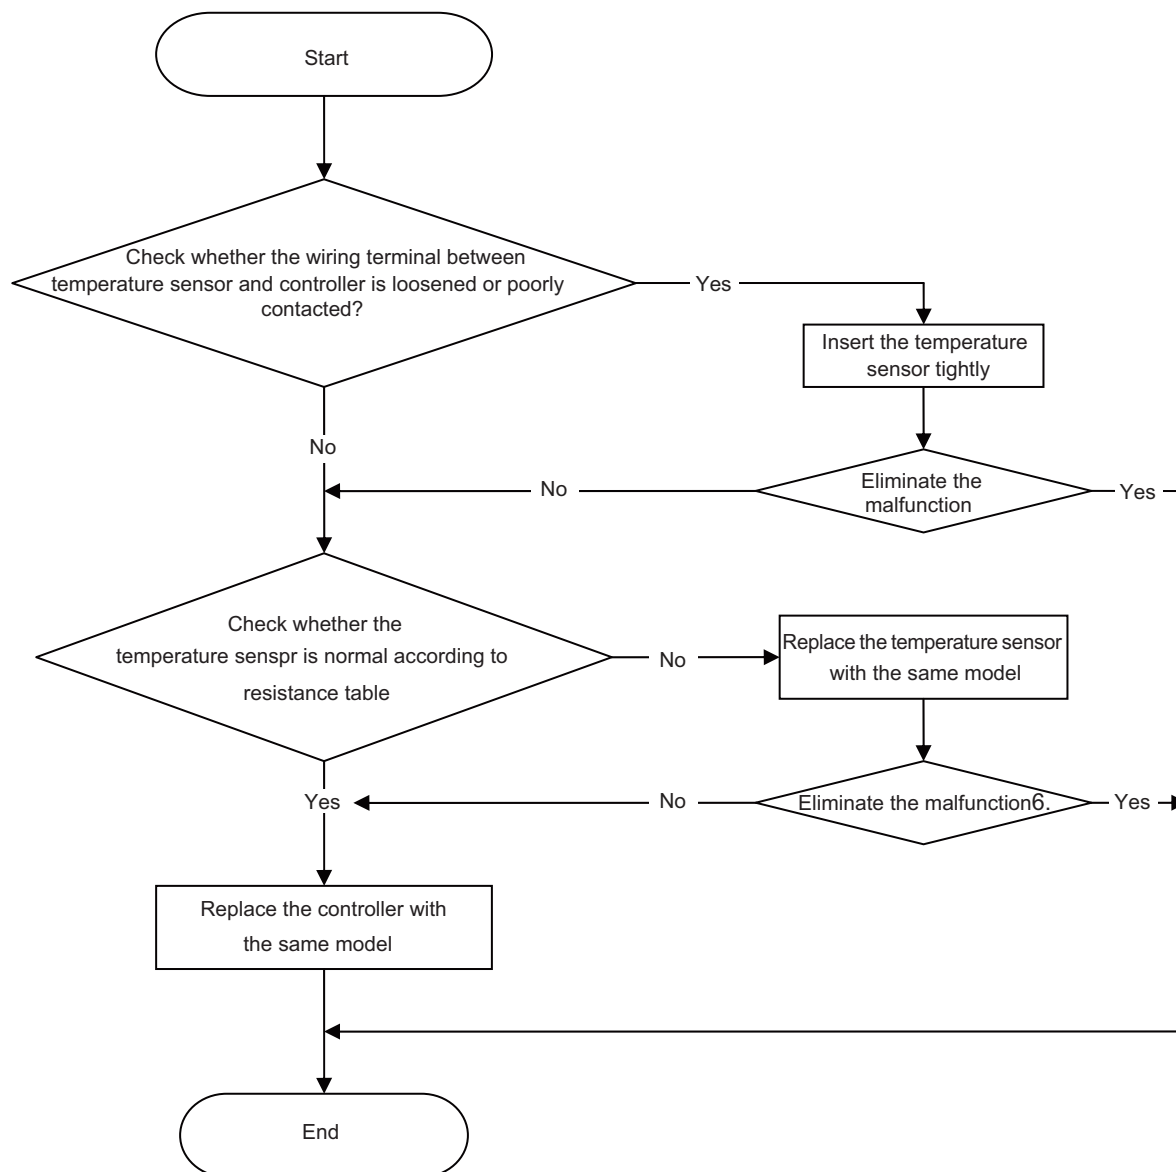 Start
Check whether the wiring terminal between
temperature sensor and controller is loosened or poorly
contacted?
Yes
Insert the temperature
sensor tightly
No
Eliminate the
malfunction
No
Yes
Check whether the
temperature senspr is normal according to
resistance table
No
Replace the temperature sensor
with the same model
Yes
No
Eliminate the malfunction6.
Yes
Replace the controller with
the same model
End